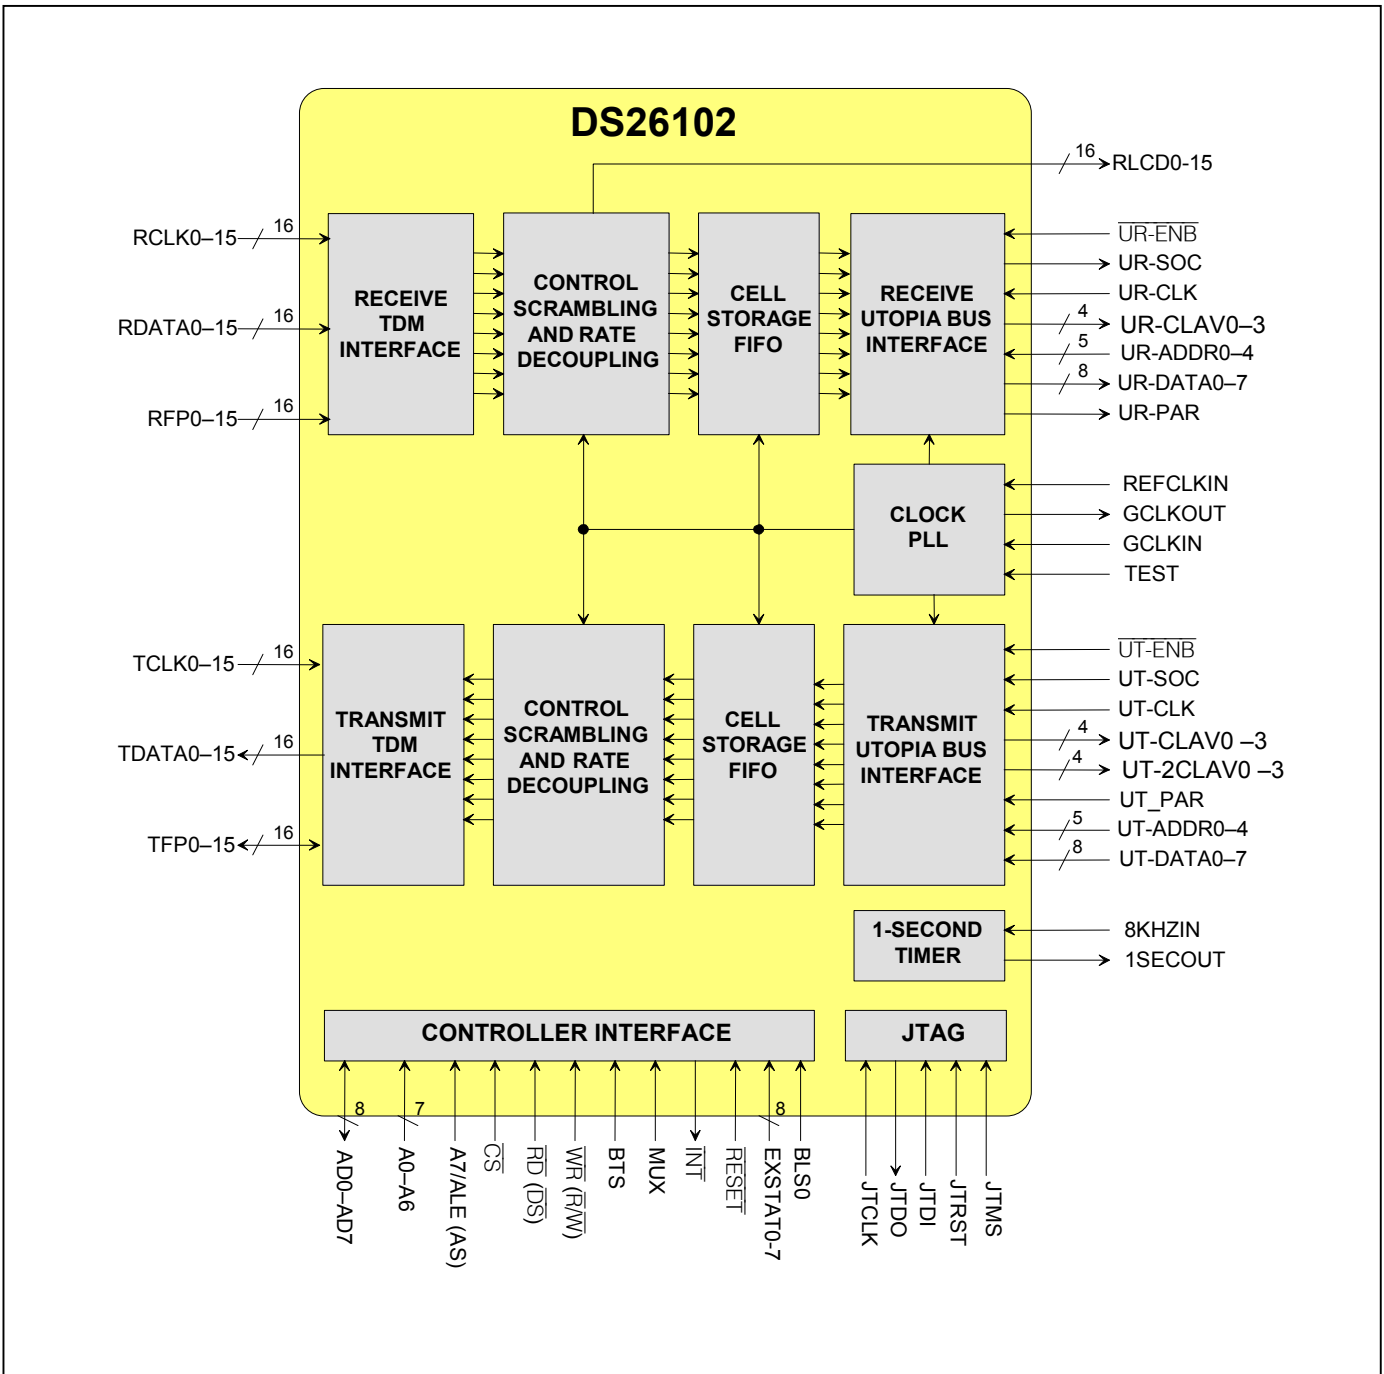 DS26102
16
RLCD0-15
RCLK0–15
16
RDATA0–15
16
RFP0–15
16
RECEIVE
TDM
INTERFACE
CONTROL
SCRAMBLING
AND RATE
DECOUPLING
CELL
STORAGE
FIFO
RECEIVE
UTOPIA BUS
INTERFACE
UR-ENB
UR-SOC
UR-CLK
4
UR-CLAV0–3
5
UR-ADDR0–4
8
UR-DATA0–7
UR-PAR
CLOCK
PLL
REFCLKIN
GCLKOUT
GCLKIN
TEST
TCLK0–15
16
TDATA0–15
16
TFP0–15
16
TRANSMIT
TDM
INTERFACE
CONTROL
SCRAMBLING
AND RATE
DECOUPLING
CELL
STORAGE
FIFO
TRANSMIT
UTOPIA BUS
INTERFACE
UT-ENB
UT-SOC
UT-CLK
4
UT-CLAV0 –3
4
UT-2CLAV0 –3
UT_PAR
5
UT-ADDR0–4
8
UT-DATA0–7
1-SECOND
TIMER
8KHZIN
1SECOUT
CONTROLLER INTERFACE
JTAG
8
7
8
AD0–AD7
A0–A6
A7/ALE (AS)
CS
RD (DS)
WR (R/W)
BTS
MUX
INT
RESET
EXSTAT0-7
BLS0
JTCLK
JTDO
JTDI
JTRST
JTMS